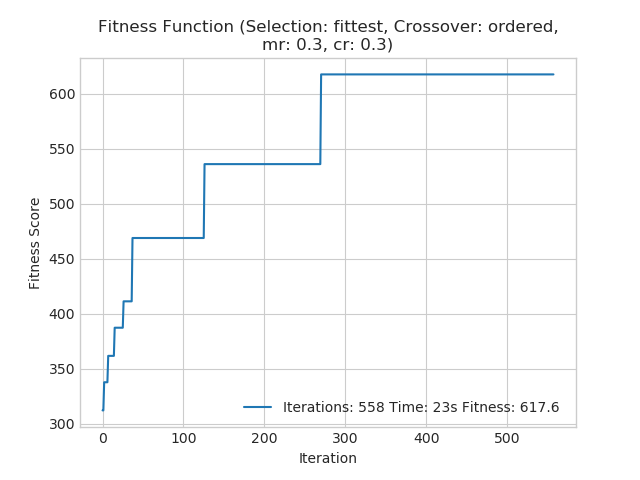 Fitness Function (Selection: fittest, Crossover: ordered,
mr: 0.3, cr: 0.3)
600
550
500
450
400
350
300
Fitness Score
Iterations: 558 Time: 23s Fitness: 617.6
0 100 200 300 400 500
Iteration